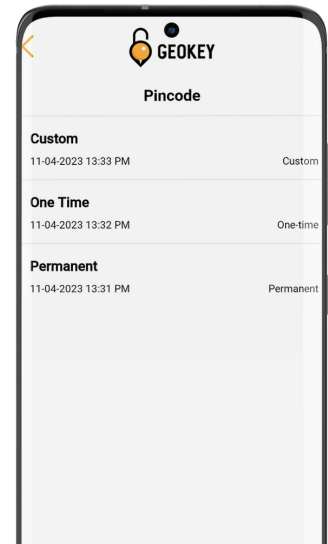 GEOKEY
Pincode
Custom
11-04-2023 13:33 PM Custom
One Time
11-04-2023 13:32 PM One-time
Permanent
11-04-2023 13:31 PM Permanent